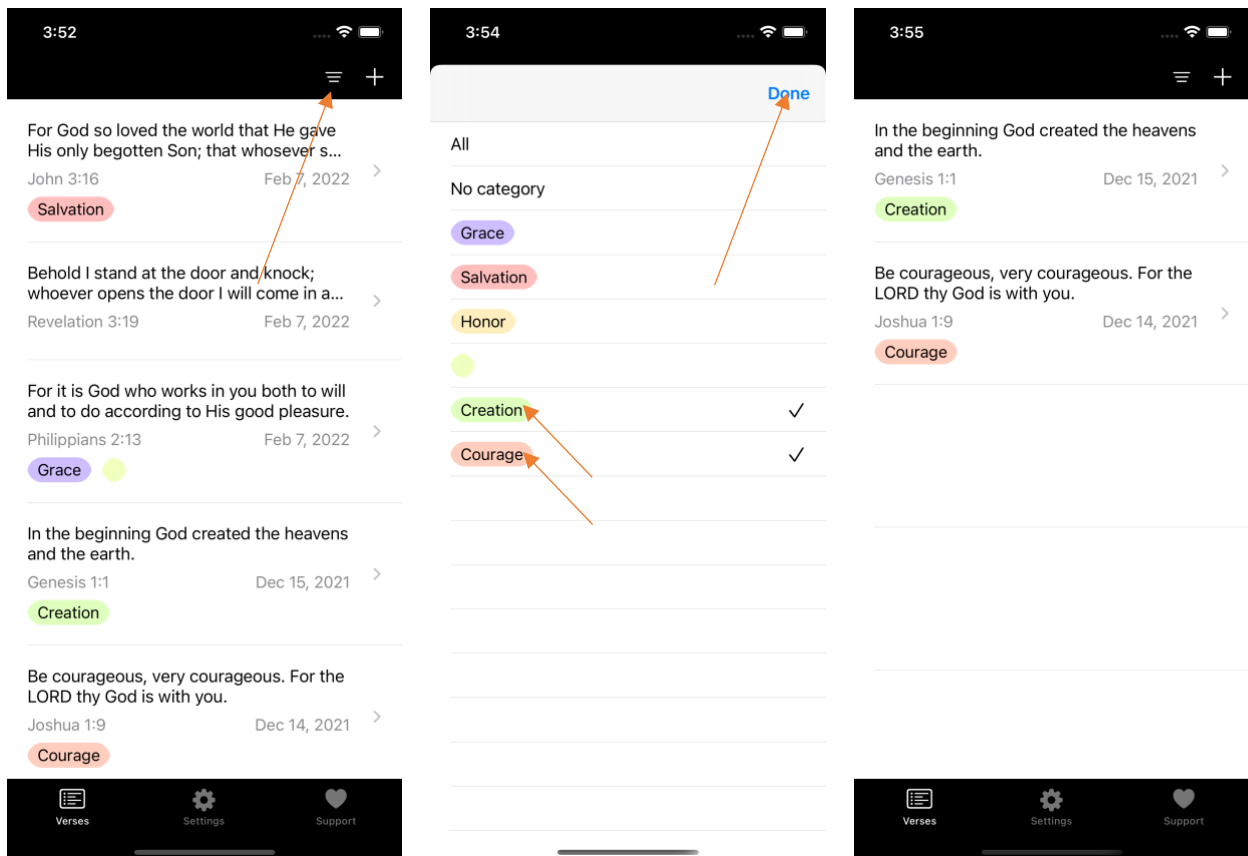 3:52
For God so loved the world that He gave
His only begotten Son; that whosever s...
John 3:16 Feb 7, 2022
Salvation
Behold I stand at the door and knock;
whoever opens the door I will come in a...
Revelation 3:19 Feb 7, 2022
For it is God who works in you both to will
and to do according to His good pleasure.
Philippians 2:13 Feb 7, 2022
Grace
In the beginning God created the heavens
and the earth.
Genesis 1:1 Dec 15, 2021
Creation
Be courageous, very courageous. For the
LORD thy God is with you.
Joshua 1:9 Dec 14, 2021
Courage
Verses Settings Support
3:54
Done
All
No category
Grace
Salvation
Honor
Creation
Courage
3:55
In the beginning God created the heavens
and the earth.
Genesis 1:1 Dec 15, 2021
Creation
Be courageous, very courageous. For the
LORD thy God is with you.
Joshua 1:9 Dec 14, 2021
Courage
Verses Settings Support